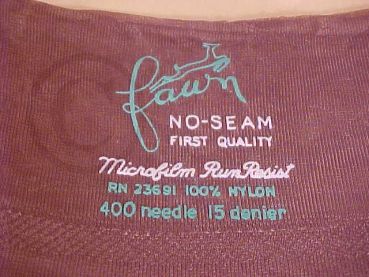 fawn
NO-SEAM
FIRST QUALITY
Microfilm Run Resist
RN 23691 100% NYLON
400 needle 15 denier